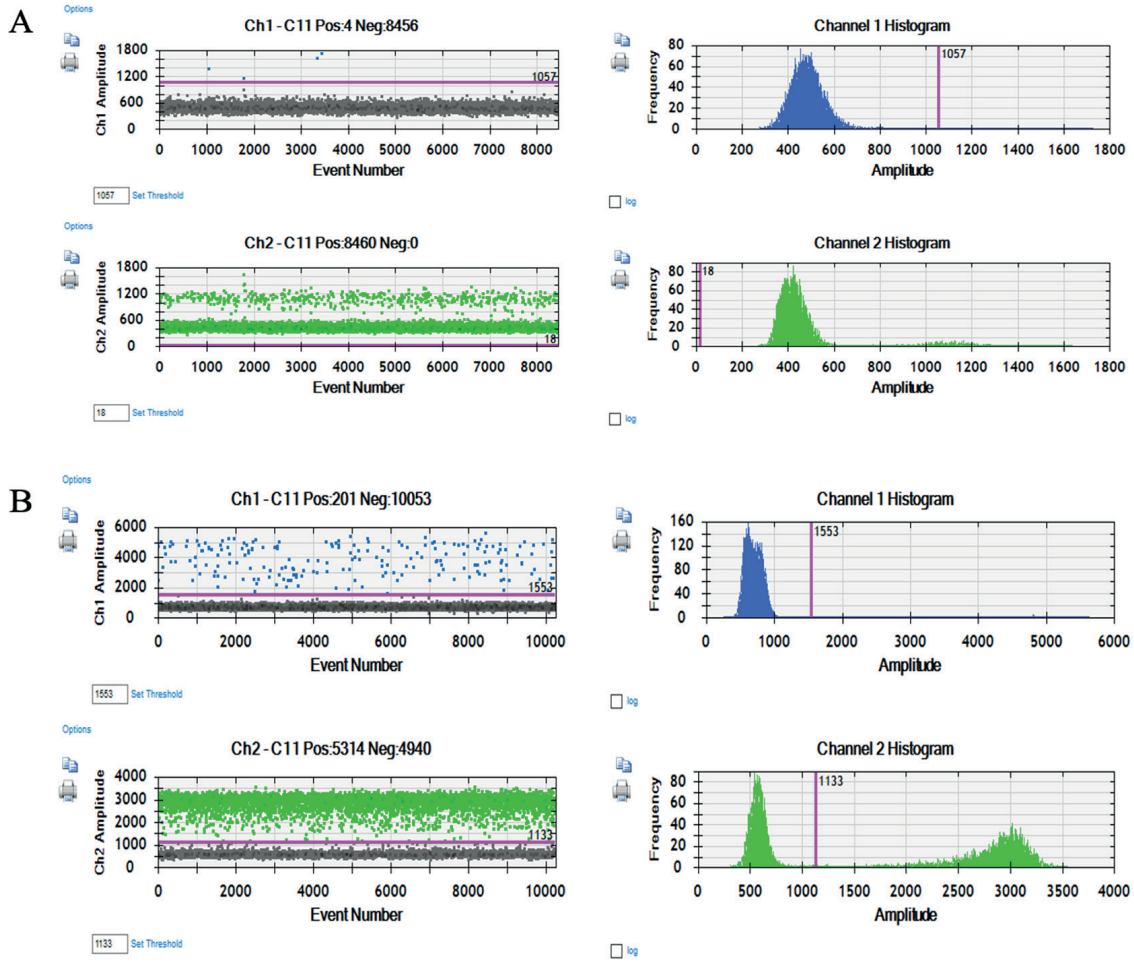 A
Options
Ch1 - C11 Pos:4 Neg:8456
Channel 1 Histogram
Ch1 Amplitude
1800
1200
600
0
1057
0 1000 2000 3000 4000 5000 6000 7000 8000
Event Number
Frequency
80
60
40
20
0
1057
0 200 400 600 800 1000 1200 1400 1600 1800
Amplitude
1057 Set Threshold
log
Options
Ch2 - C11 Pos:8460 Neg:0
Channel 2 Histogram
Ch2 Amplitude
1800
1200
600
0
18
0 1000 2000 3000 4000 5000 6000 7000 8000
Event Number
Frequency
80
60
40
20
0
18
0 200 400 600 800 1000 1200 1400 1600 1800
Amplitude
18 Set Threshold
log
B
Options
Ch1 - C11 Pos:201 Neg:10053
Channel 1 Histogram
Ch1 Amplitude
6000
4000
2000
0
1553
0 2000 4000 6000 8000 10000
Event Number
Frequency
160
120
80
40
0
1553
0 1000 2000 3000 4000 5000 6000
Amplitude
1553 Set Threshold
log
Options
Ch2 - C11 Pos:5314 Neg:4940
Channel 2 Histogram
Ch2 Amplitude
4000
3000
2000
1000
0
1133
0 2000 4000 6000 8000 10000
Event Number
Frequency
80
60
40
20
0
1133
0 500 1000 1500 2000 2500 3000 3500 4000
Amplitude
1133 Set Threshold
log